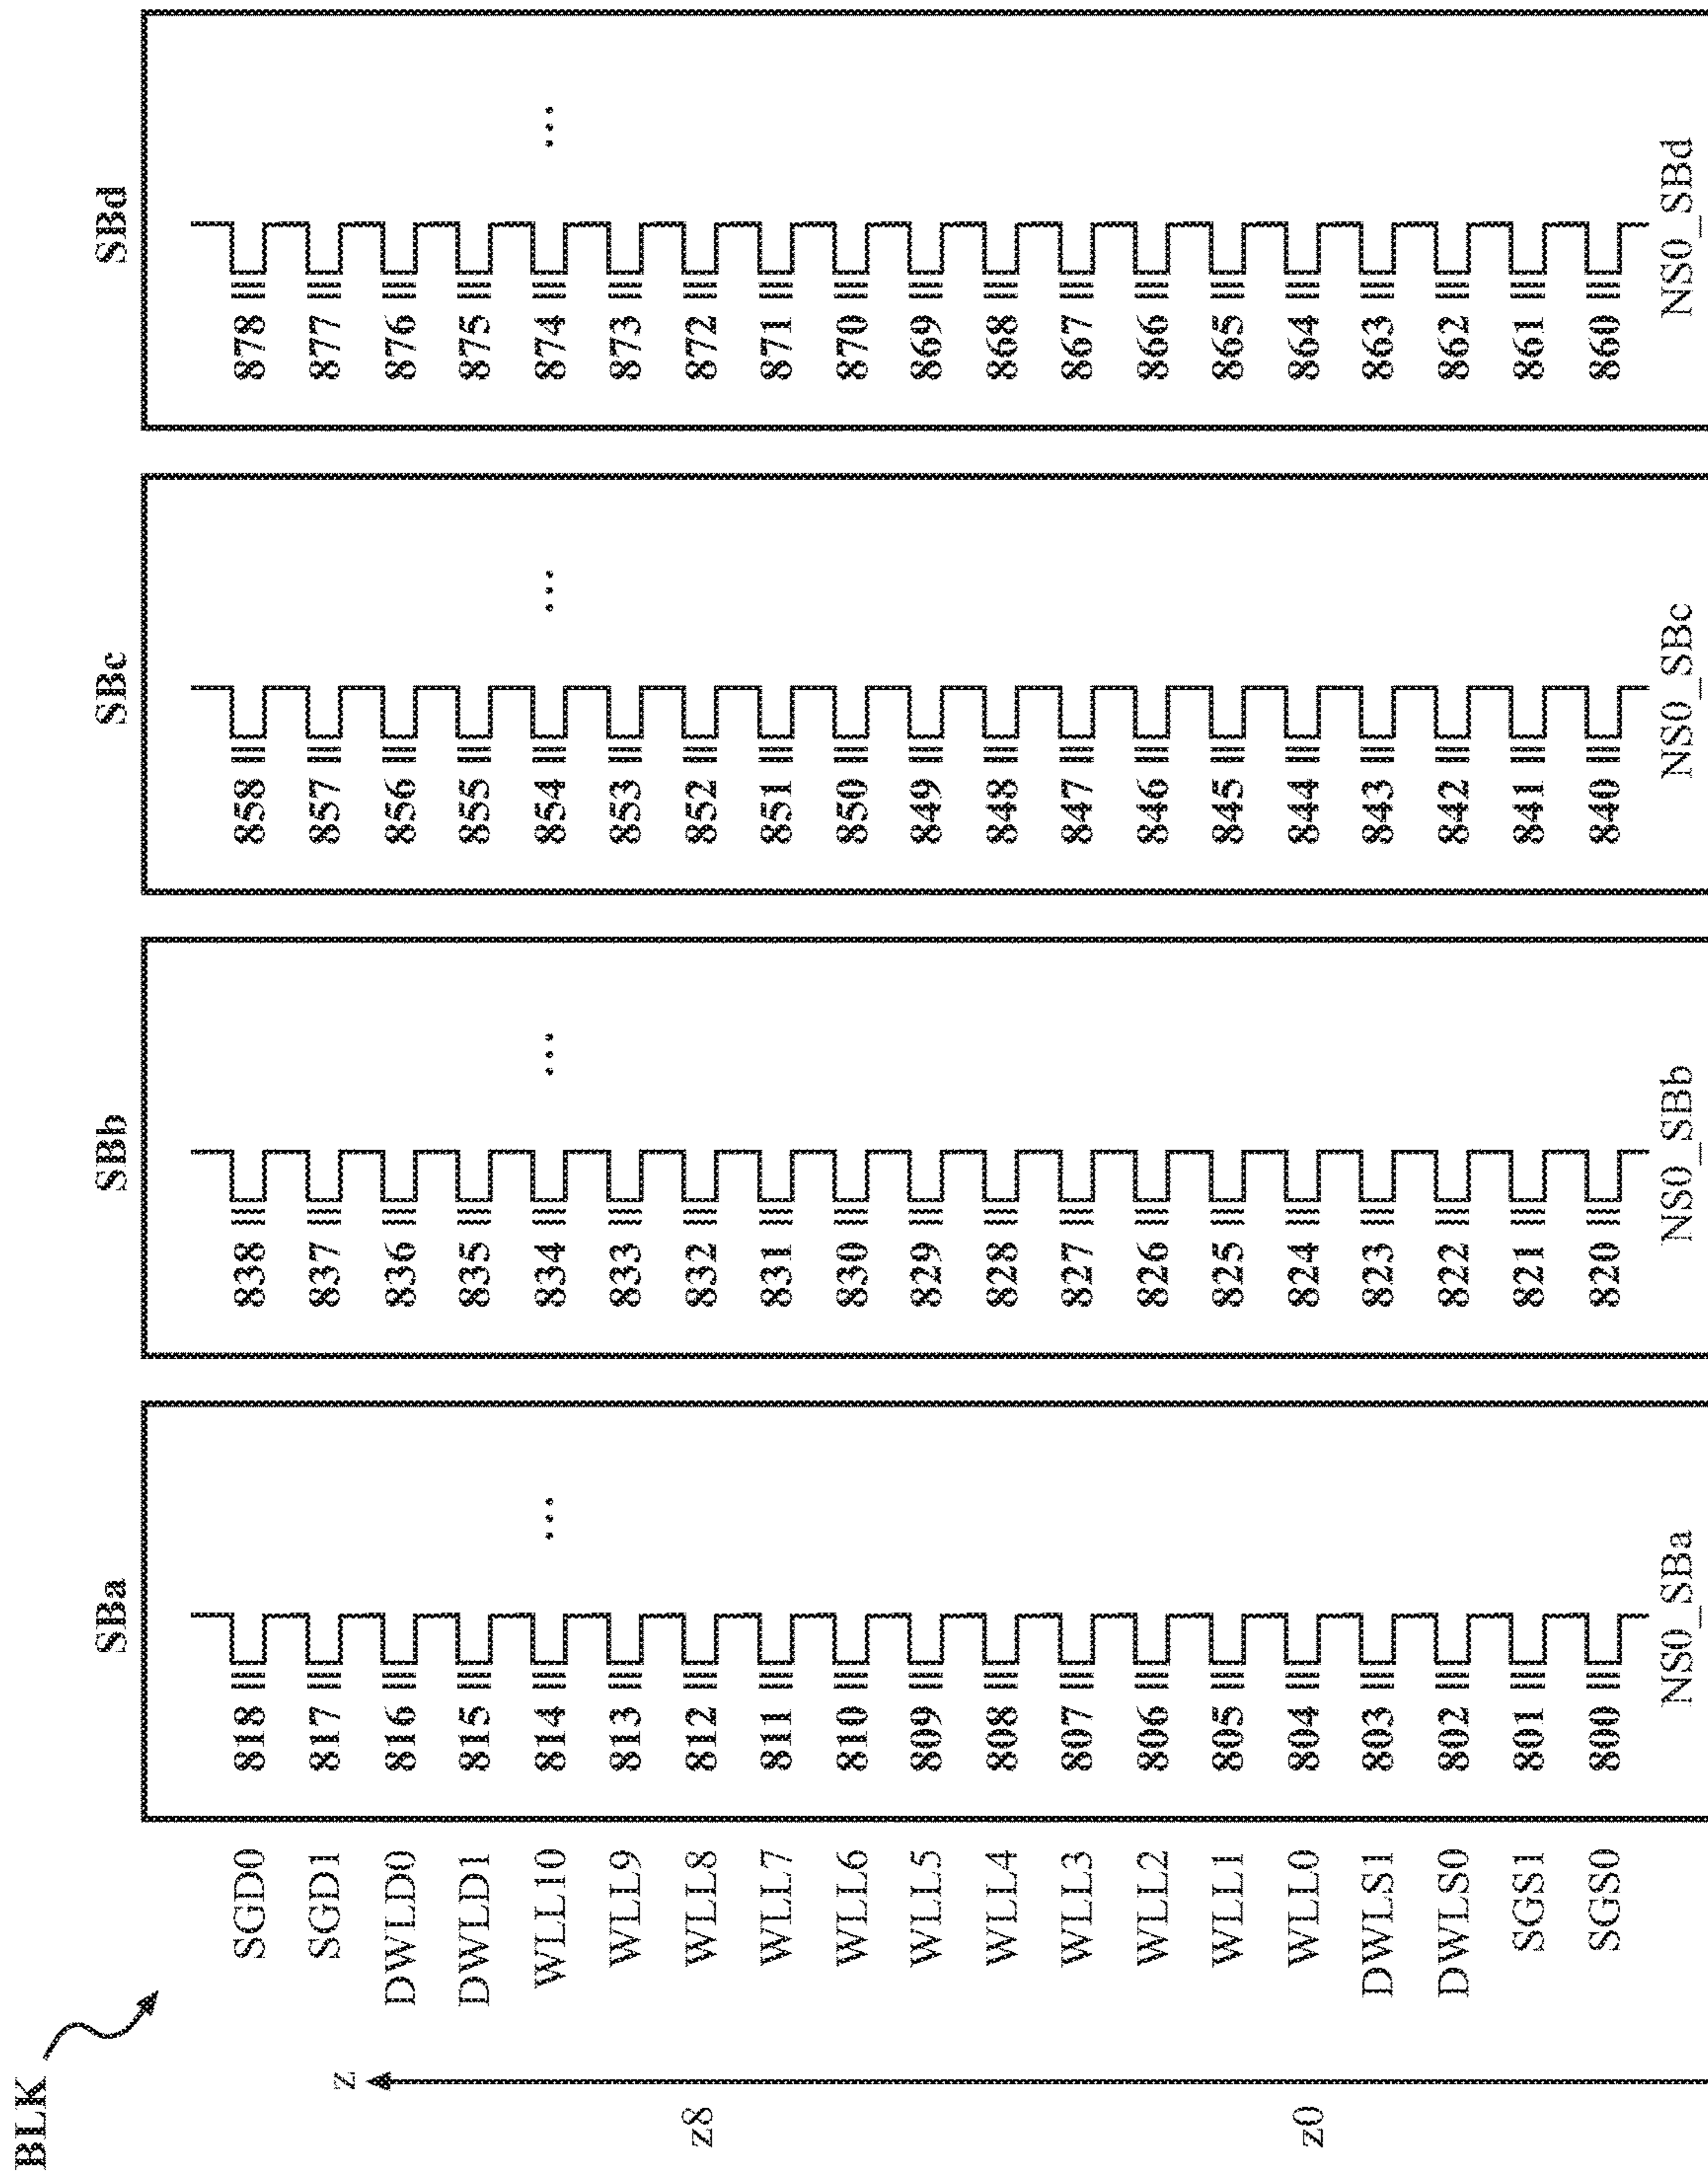 BLK
SBa SBb SBc SBd
SGD0 818 838 858 878
SGD1 817 837 857 877
DWLD0 816 836 856 876
DWLD1 815 835 855 875
WLL10 814 ... 834 ... 854 ... 874 ...
WLL9 813 833 853 873
WLL8 812 832 852 872
WLL7 811 831 851 871
WLL6 810 830 850 870
WLL5 809 829 849 869
WLL4 808 828 848 868
WLL3 807 827 847 867
WLL2 806 826 846 866
WLL1 805 825 845 865
WLL0 804 824 844 864
DWLS1 803 823 843 863
DWLS0 802 822 842 862
SGS1 801 821 841 861
SGS0 800 820 840 860
NS0_SBa NS0_SBb NS0_SBc NS0_SBd
z
z8
z0